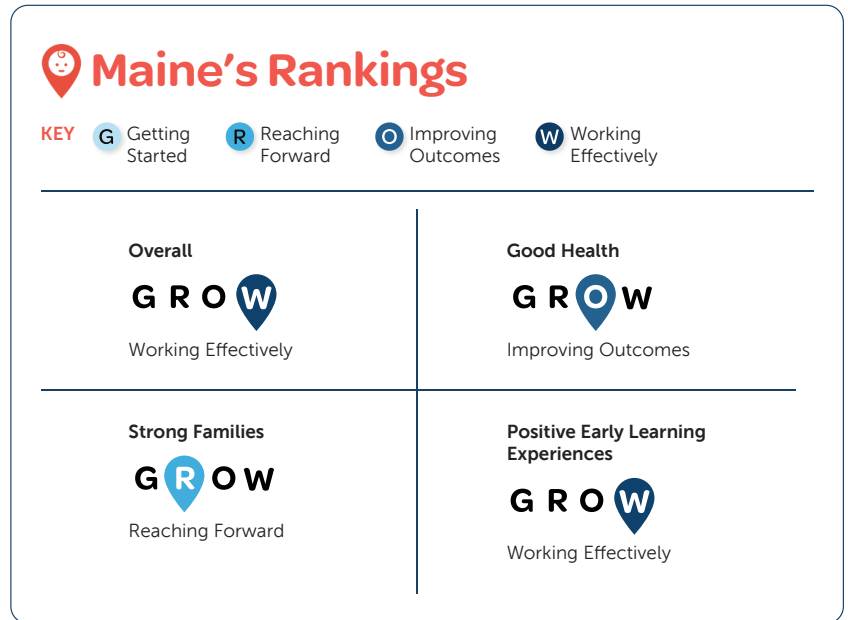 Maine's Rankings
KEY
G Getting
Started
R Reaching
Forward
O Improving
Outcomes
W Working
Effectively
Overall
G R O W
Working Effectively
Good Health
G R O W
Improving Outcomes
Strong Families
G R O W
Reaching Forward
Positive Early Learning
Experiences
G R O W
Working Effectively